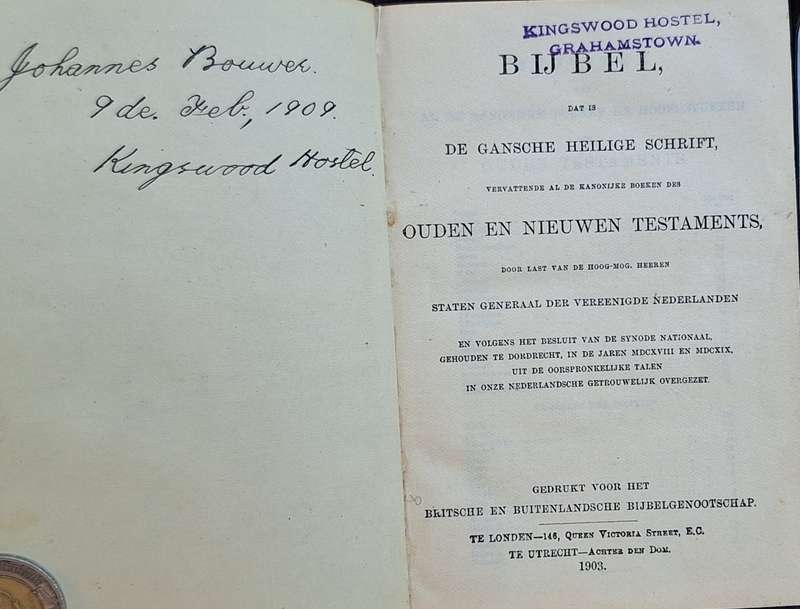 Johannes Bouwer.
9 de. Feb., 1909.
Kingswood Hostel.
KINGSWOOD HOSTEL,
GRAHAMSTOWN.
BIJBEL,
DAT IS
DE GANSCHE HEILIGE SCHRIFT,
VERVATTENDE AL DE KANONIJKE BOEKEN DES
OUDEN EN NIEUWEN TESTAMENTS,
DOOR LAST VAN DE HOOG-MOG. HEEREN
STATEN GENERAAL DER VEREENIGDE NEDERLANDEN
EN VOLGENS HET BESLUIT VAN DE SYNODE NATIONAAL,
GEHOUDEN TE DORDRECHT, IN DE JAREN MDCXVIII EN MDCXIX,
UIT DE OORSPRONKELIJKE TALEN
IN ONZE NEDERLANDSCHE GETROUWELIJK OVERGEZET.
GEDRUKT VOOR HET
BRITSCHE EN BUITENLANDSCHE BIJBELGENOOTSCHAP.
TE LONDEN—146, QUEEN VICTORIA STREET, E.C.
TE UTRECHT—ACHTER DEN DOM.
1903.